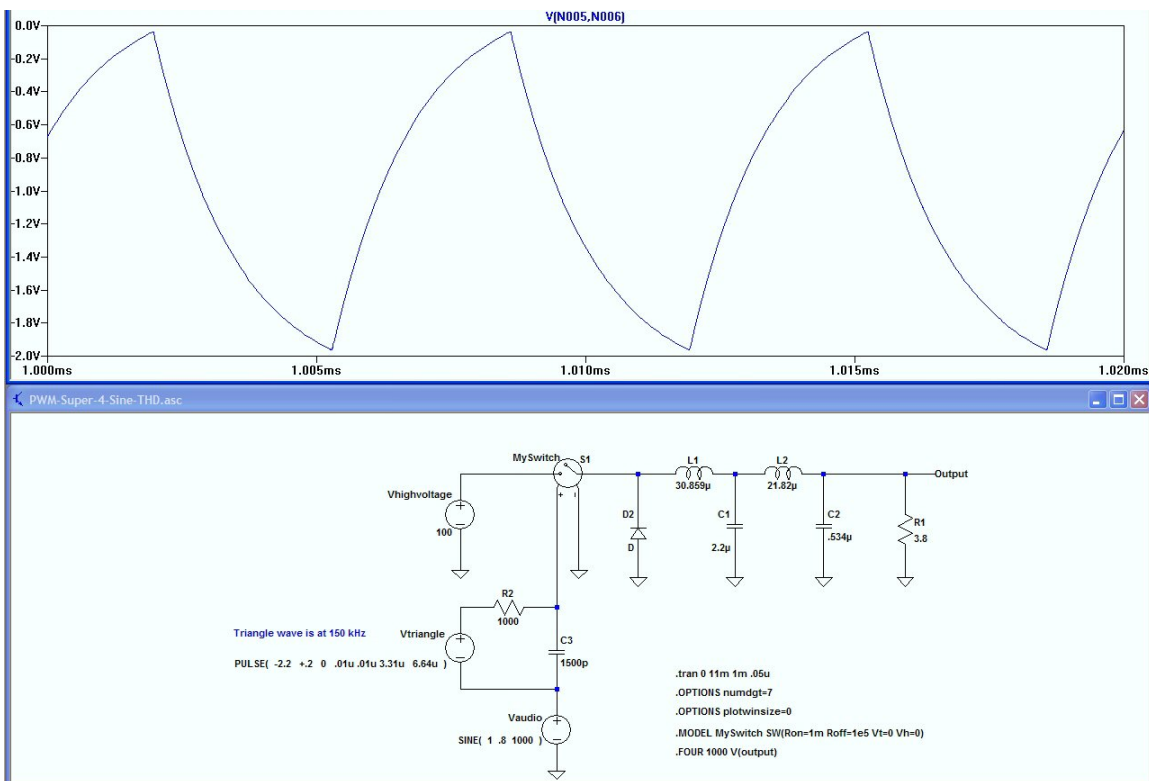 V(N005,N006)
0.0V
-0.2V
-0.4V
-0.6V
-0.8V
-1.0V
-1.2V
-1.4V
-1.6V
-1.8V
-2.0V
1.000ms 1.005ms 1.010ms 1.015ms 1.020ms
PWM-Super-4-Sine-THD.asc
MySwitch S1
L1
30.859µ
L2
21.82µ
Output
Vhighvoltage
+
-
100
+ -
D2
D
C1
2.2µ
C2
.534µ
R1
3.8
R2
1000
Triangle wave is at 150 kHz
Vtriangle
+
-
PULSE( -2.2 +.2 0 .01u .01u 3.31u 6.64u )
C3
1500p
Vaudio
+
-
SINE( 1 .8 1000 )
.tran 0 11m 1m .05u
.OPTIONS numdgt=7
.OPTIONS plotwinsize=0
.MODEL MySwitch SW(Ron=1m Roff=1e5 Vt=0 Vh=0)
.FOUR 1000 V(output)